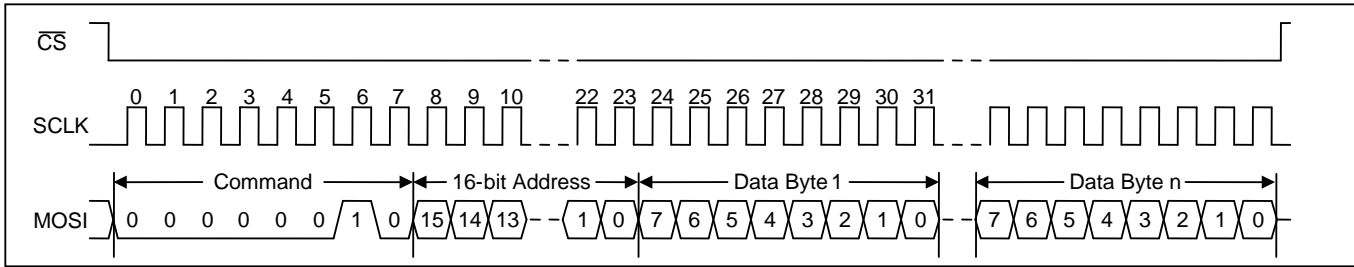 CS
0 1 2 3 4 5 6 7 8 9 10 22 23 24 25 26 27 28 29 30 31
SCLK
Command 16-bit Address Data Byte 1 Data Byte n
MOSI 0 0 0 0 0 0 1 0 15 14 13 1 0 7 6 5 4 3 2 1 0 7 6 5 4 3 2 1 0